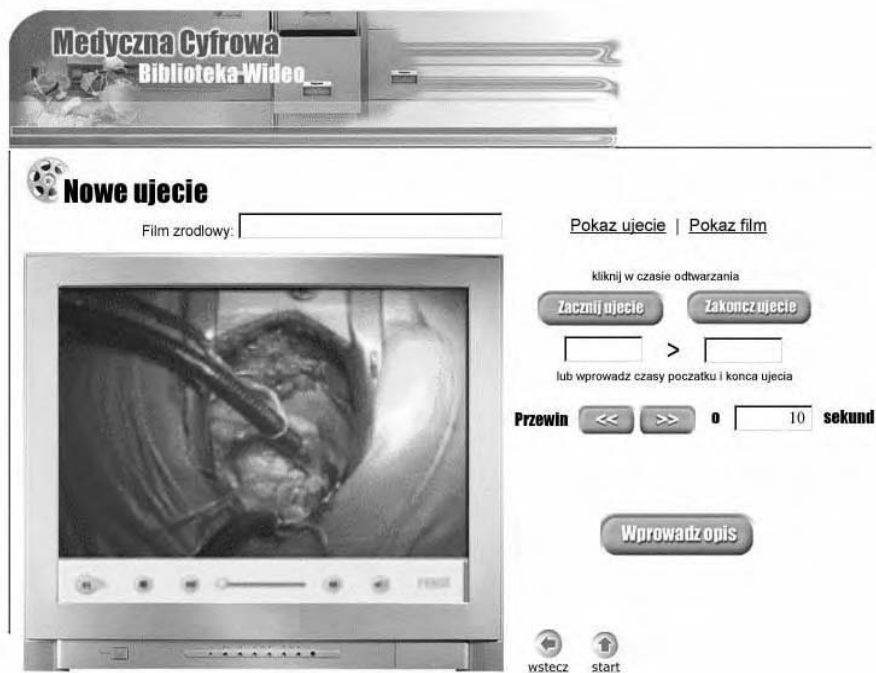 Medyczna Cyfrowa
Biblioteka Wideo
Nowe ujecie
Film zrodlowy:
Pokaz ujecie | Pokaz film
kliknij w czasie odtwarzania
Zacznij ujecie Zakoncz ujecie
>
lub wprowadz czasy poczatku i konca ujecia
Przewin << >> o 10 sekund
Wprowadz opis
wstecz start